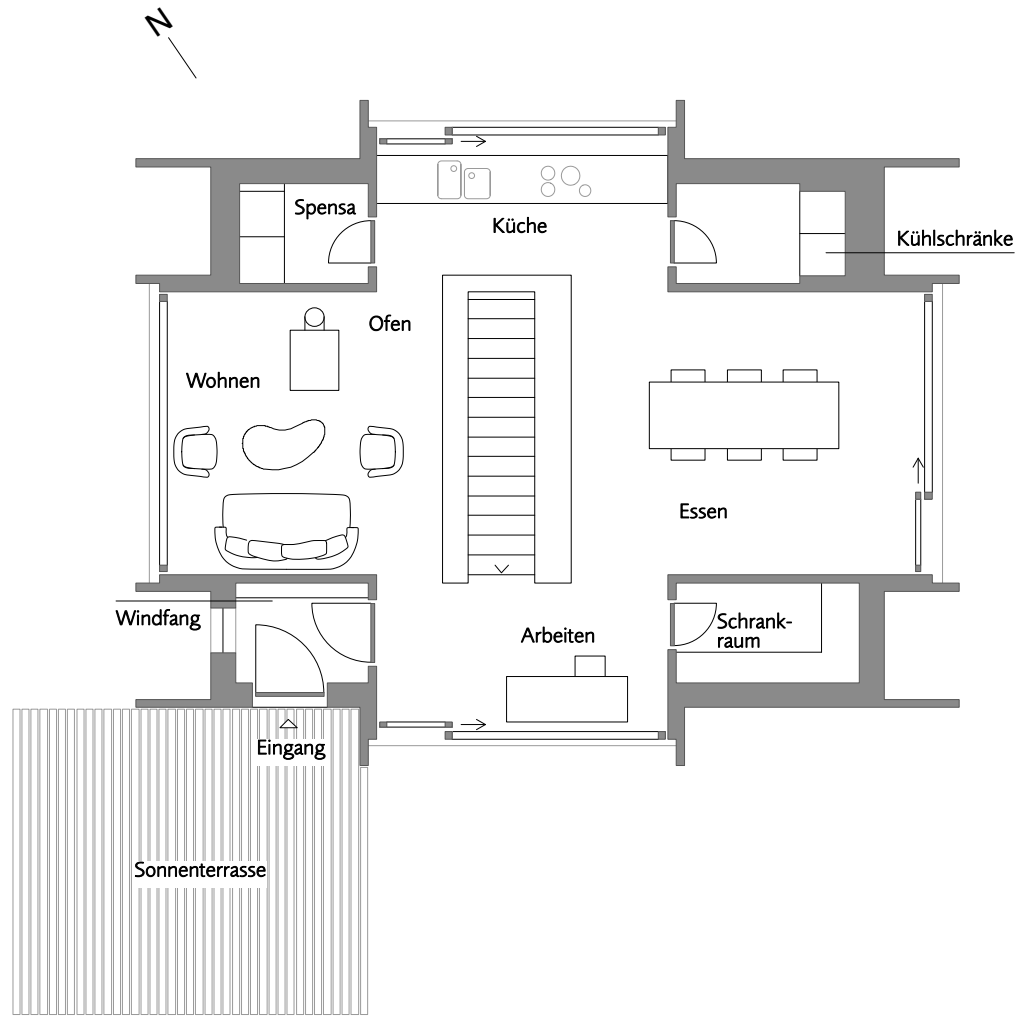 N
Spensa
Küche
Kühlschränke
Ofen
Wohnen
Essen
Windfang
Arbeiten
Schrank-
raum
Eingang
Sonnenterrasse